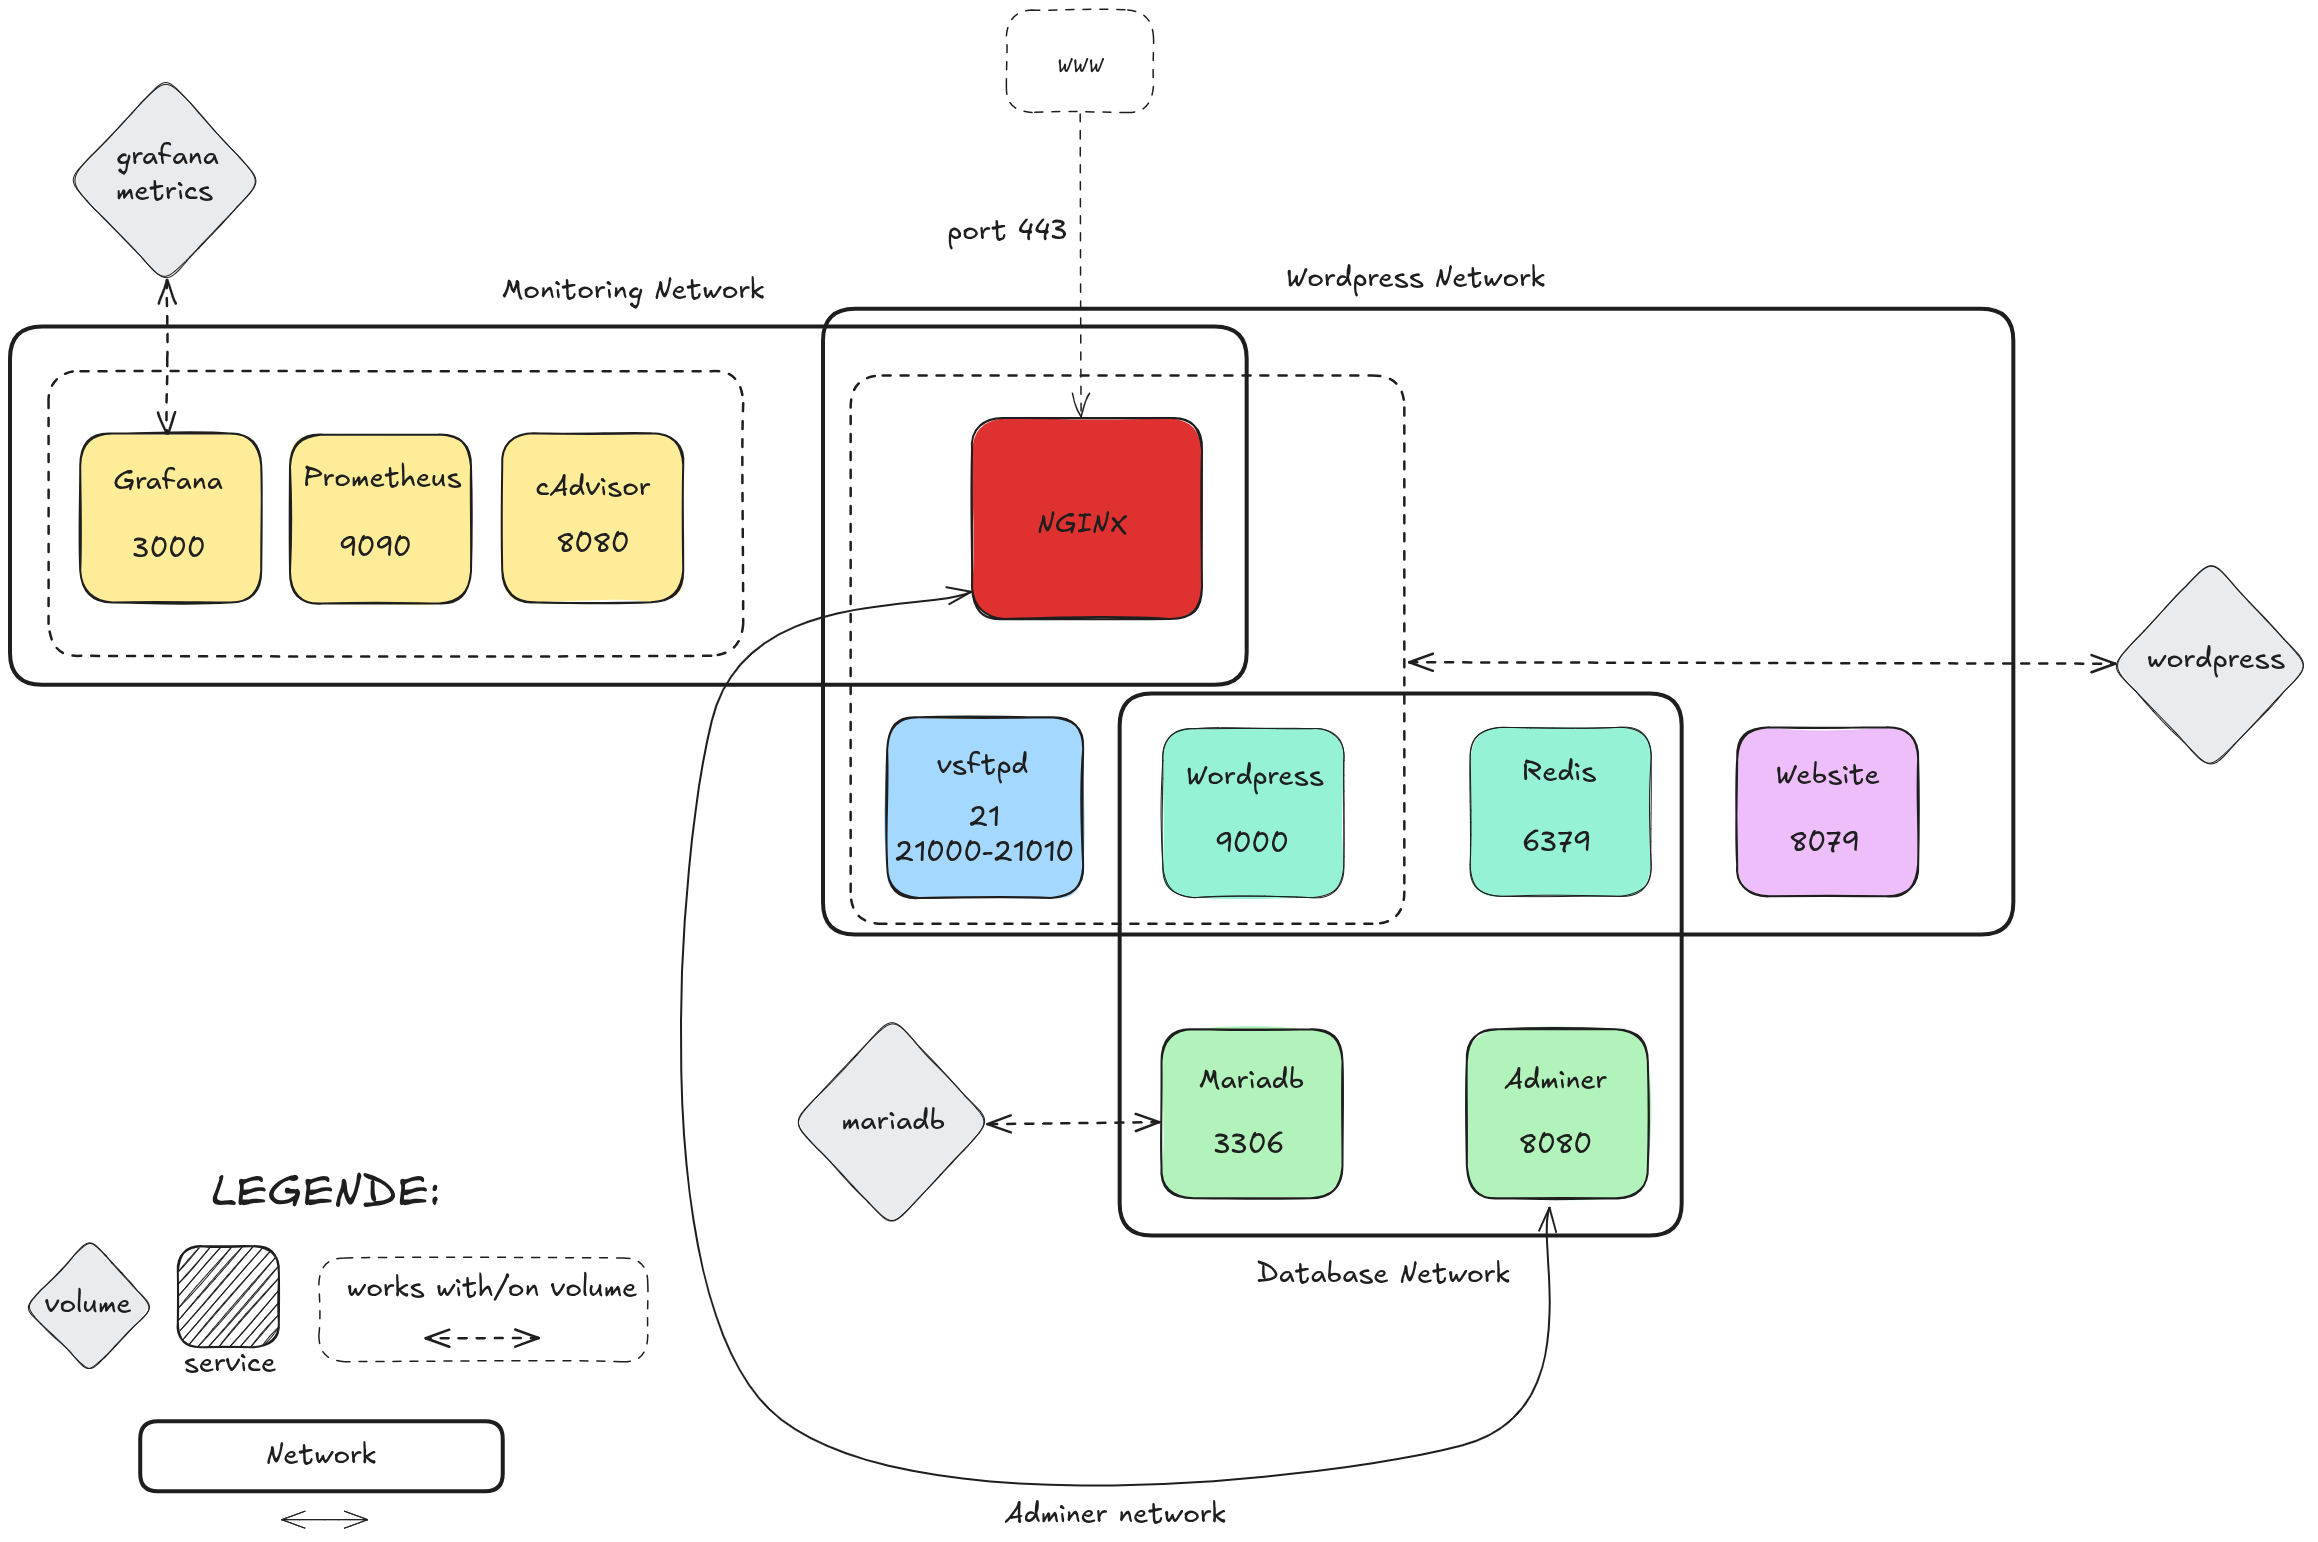 www
grafana
metrics
port 443
Monitoring Network
Wordpress Network
Grafana
3000
Prometheus
9090
cAdvisor
8080
NGINX
wordpress
vsftpd
21
21000-21010
Wordpress
9000
Redis
6379
Website
8079
mariadb
Mariadb
3306
Adminer
8080
Database Network
LEGENDE:
volume
service
works with/on volume
Network
Adminer network